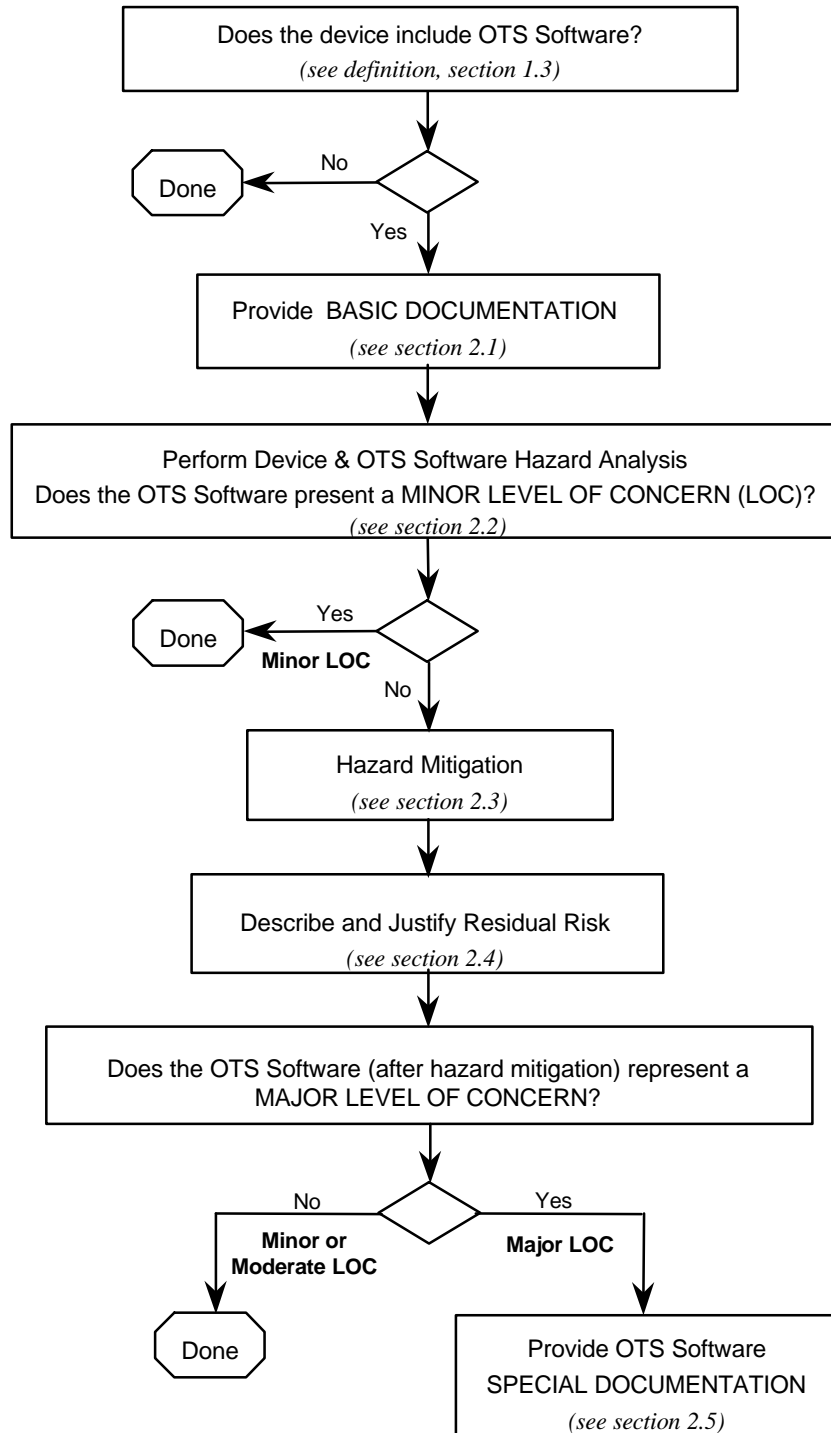 Does the device include OTS Software?
(see definition, section 1.3)
No
Done
Yes
Provide BASIC DOCUMENTATION
(see section 2.1)
Perform Device & OTS Software Hazard Analysis
Does the OTS Software present a MINOR LEVEL OF CONCERN (LOC)?
(see section 2.2)
Yes
Done
Minor LOC
No
Hazard Mitigation
(see section 2.3)
Describe and Justify Residual Risk
(see section 2.4)
Does the OTS Software (after hazard mitigation) represent a
MAJOR LEVEL OF CONCERN?
No
Yes
Minor or
Moderate LOC
Major LOC
Done
Provide OTS Software
SPECIAL DOCUMENTATION
(see section 2.5)